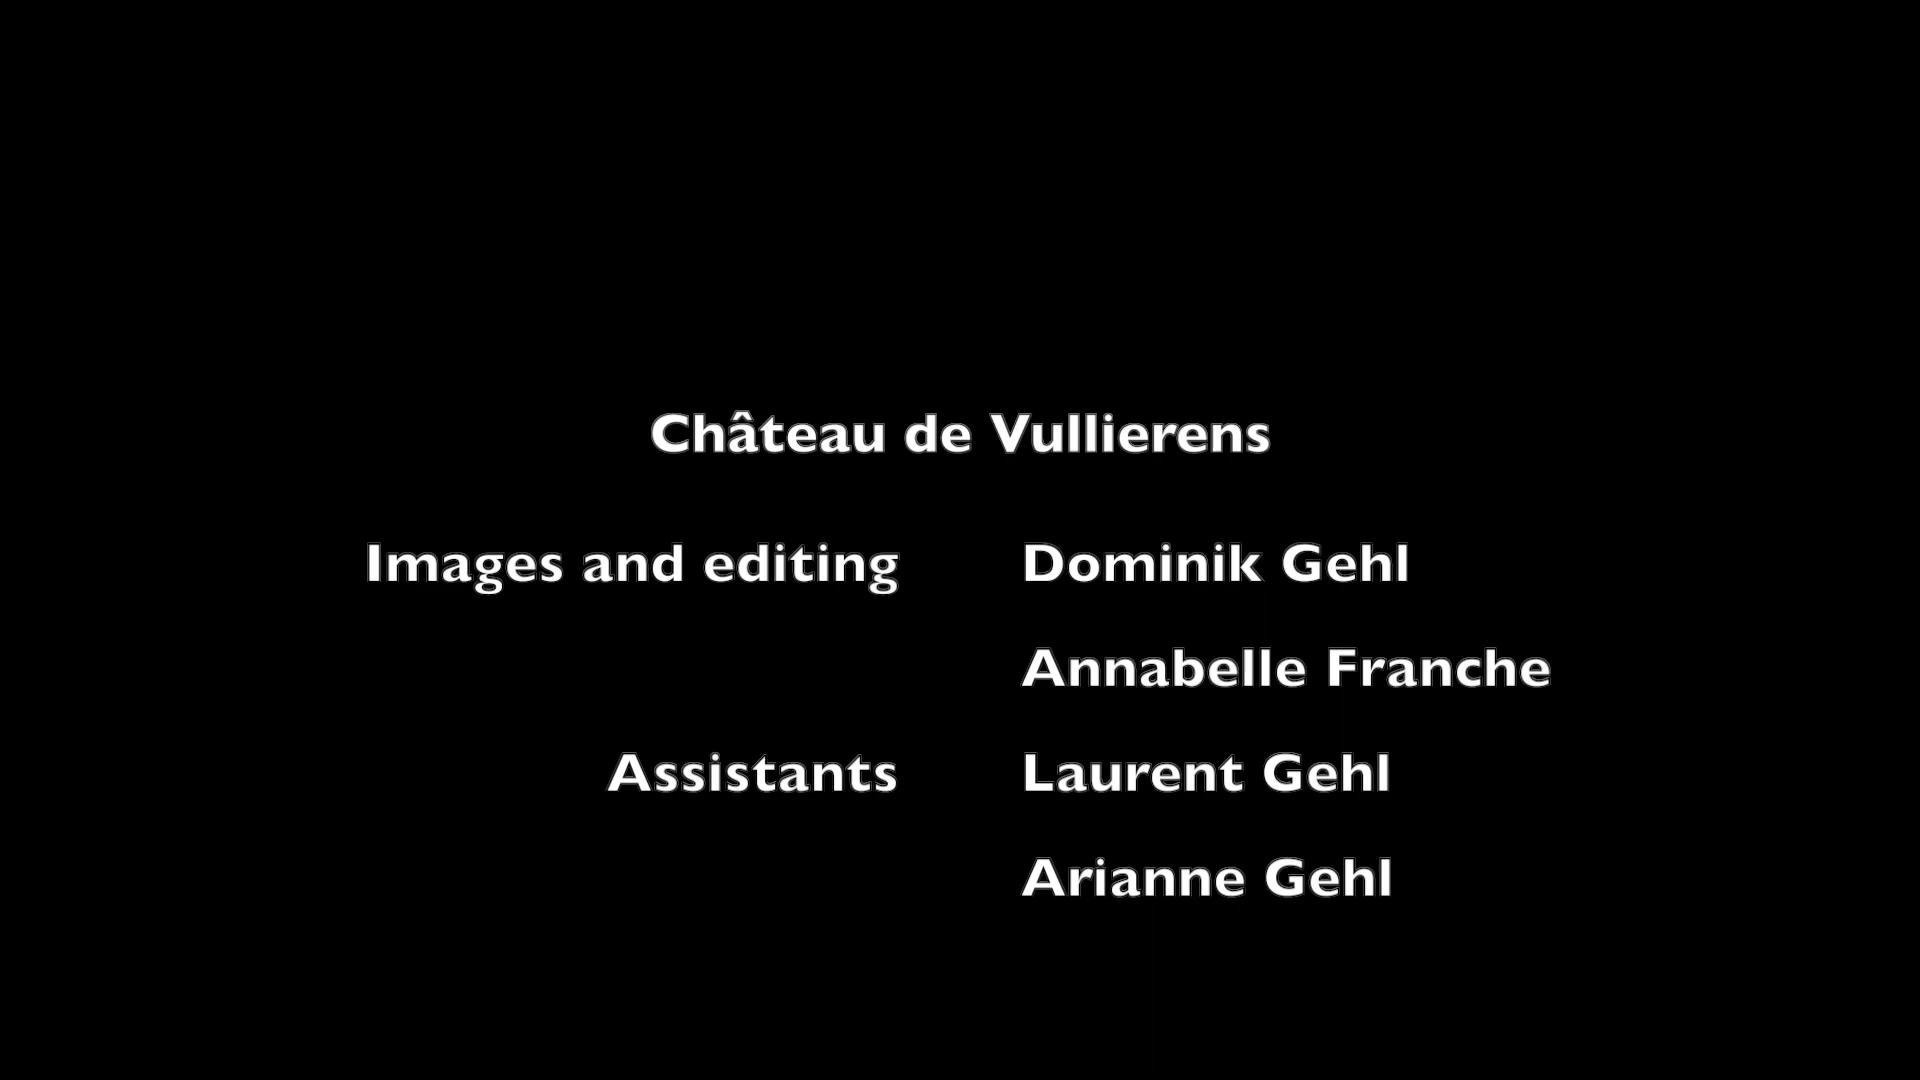 Château de Vullierens
Images and editing Dominik Gehl
Annabelle Franche
Assistants Laurent Gehl
Arianne Gehl